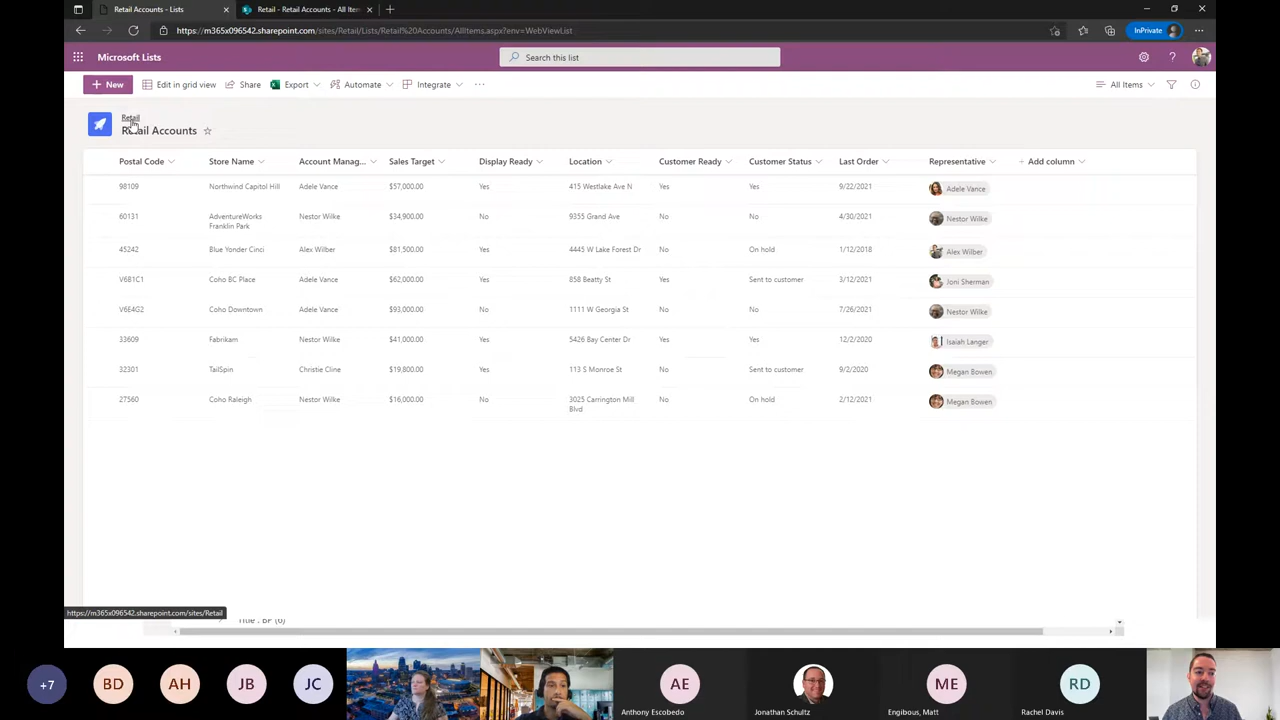 Retail Accounts - Lists
Retail - Retail Accounts - All Item
https://m365x096542.sharepoint.com/sites/Retail/Lists/Retail%20Accounts/AllItems.aspx?env=WebViewList
InPrivate
Microsoft Lists
Search this list
?
+ New
Edit in grid view
Share
Export
Automate
Integrate
...
All Items
Retail
Retail Accounts
Postal Code Store Name Account Manag... Sales Target Display Ready Location Customer Ready Customer Status Last Order Representative + Add column
98109 Northwind Capitol Hill Adele Vance $57,000.00 Yes 415 Westlake Ave N Yes Yes 9/22/2021 Adele Vance
60131 AdventureWorks Nestor Wilke $34,900.00 No 9355 Grand Ave No No 4/30/2021 Nestor Wilke
Franklin Park
45242 Blue Yonder Cinci Alex Wilber $81,500.00 Yes 4445 W Lake Forest Dr No On hold 1/12/2018 Alex Wilber
V6B1C1 Coho BC Place Adele Vance $62,000.00 Yes 858 Beatty St Yes Sent to customer 3/12/2021 Joni Sherman
V6E4G2 Coho Downtown Adele Vance $93,000.00 No 1111 W Georgia St No No 7/26/2021 Nestor Wilke
33609 Fabrikam Nestor Wilke $41,000.00 Yes 5426 Bay Center Dr Yes Yes 12/2/2020 Isaiah Langer
32301 TailSpin Christie Cline $19,800.00 Yes 113 S Monroe St No Sent to customer 9/2/2020 Megan Bowen
27560 Coho Raleigh Nestor Wilke $16,000.00 No 3025 Carrington Mill No On hold 2/12/2021 Megan Bowen
Blvd
https://m365x096542.sharepoint.com/sites/Retail
Title : BP (6)
+7
BD
AH
JB
JC
AE
ME
RD
Anthony Escobedo
Jonathan Schultz
Engibous, Matt
Rachel Davis